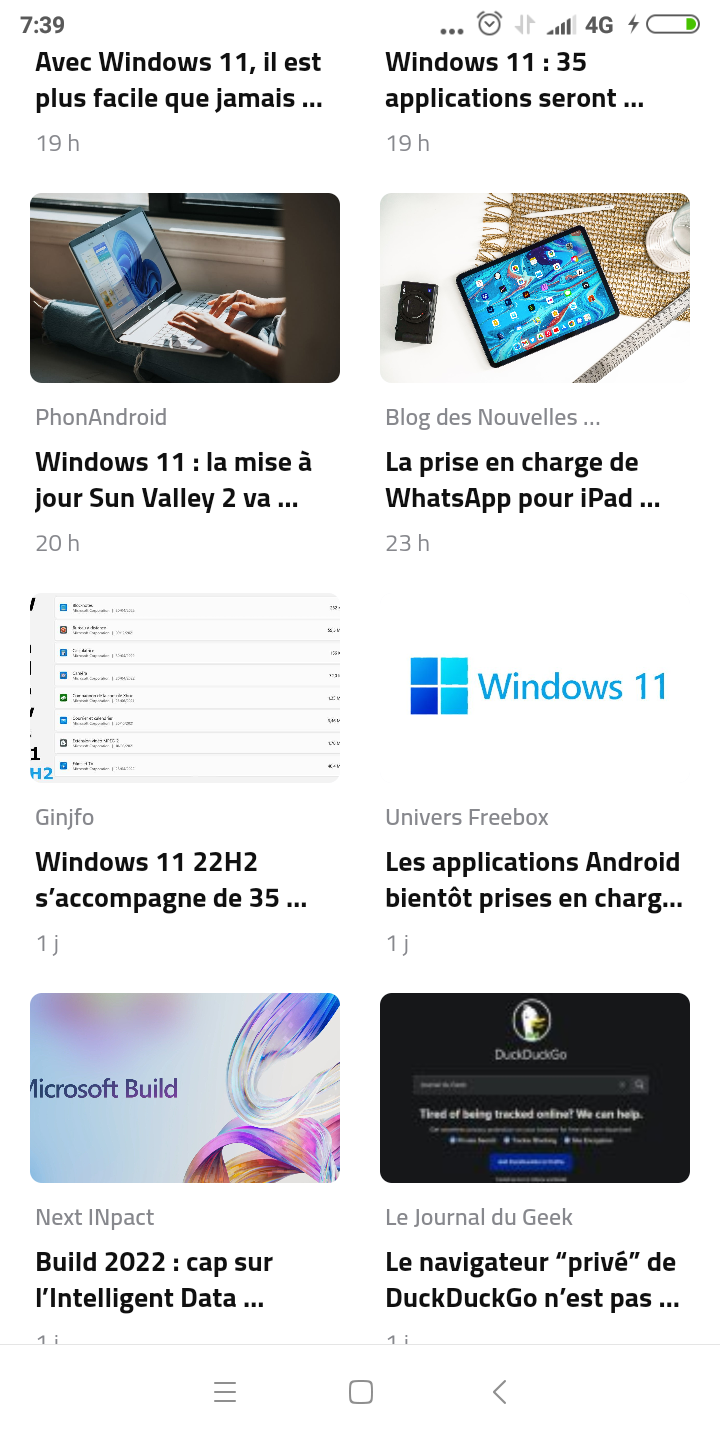 7:39
4G
Avec Windows 11, il est
plus facile que jamais ...
19 h
Windows 11 : 35
applications seront ...
19 h
PhonAndroid
Windows 11 : la mise à
jour Sun Valley 2 va ...
20 h
Blog des Nouvelles ...
La prise en charge de
WhatsApp pour iPad ...
23 h
1
H2
Ginjfo
Windows 11 22H2
s’accompagne de 35 ...
1 j
Windows 11
Univers Freebox
Les applications Android
bientôt prises en charg...
1 j
Microsoft Build
Next INpact
Build 2022 : cap sur
l’Intelligent Data ...
1 j
DuckDuckGo
Tired of being tracked online? We can help.
Le Journal du Geek
Le navigateur “privé” de
DuckDuckGo n’est pas ...
1 j